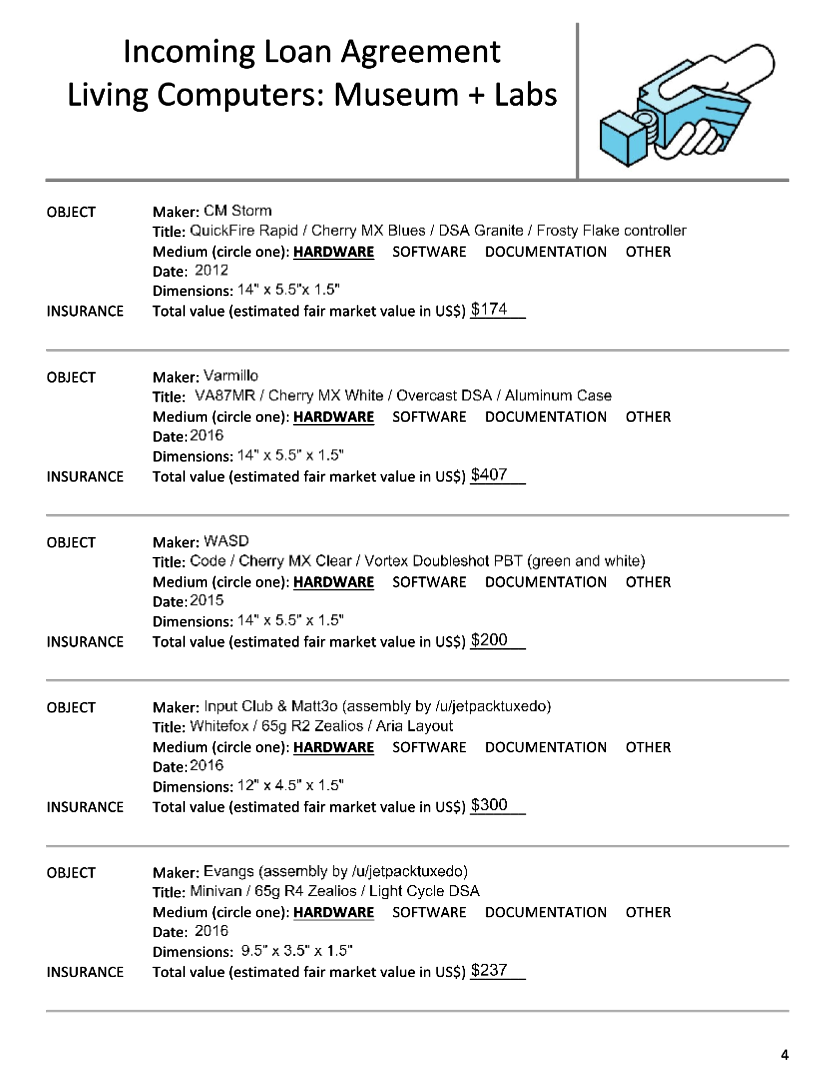 Incoming Loan Agreement
Living Computers: Museum + Labs
OBJECT Maker: CM Storm
Title: QuickFire Rapid / Cherry MX Blues / DSA Granite / Frosty Flake controller
Medium (circle one): HARDWARE SOFTWARE DOCUMENTATION OTHER
Date: 2012
Dimensions: 14" x 5.5"x 1.5"
INSURANCE Total value (estimated fair market value in US$) $174
OBJECT Maker: Varmillo
Title: VA87MR / Cherry MX White / Overcast DSA / Aluminum Case
Medium (circle one): HARDWARE SOFTWARE DOCUMENTATION OTHER
Date: 2016
Dimensions: 14" x 5.5" x 1.5"
INSURANCE Total value (estimated fair market value in US$) $407
OBJECT Maker: WASD
Title: Code / Cherry MX Clear / Vortex Doubleshot PBT (green and white)
Medium (circle one): HARDWARE SOFTWARE DOCUMENTATION OTHER
Date: 2015
Dimensions: 14" x 5.5" x 1.5"
INSURANCE Total value (estimated fair market value in US$) $200
OBJECT Maker: Input Club & Matt3o (assembly by /u/jetpacktuxedo)
Title: Whitefox / 65g R2 Zealios / Aria Layout
Medium (circle one): HARDWARE SOFTWARE DOCUMENTATION OTHER
Date: 2016
Dimensions: 12" x 4.5" x 1.5"
INSURANCE Total value (estimated fair market value in US$) $300
OBJECT Maker: Evangs (assembly by /u/jetpacktuxedo)
Title: Minivan / 65g R4 Zealios / Light Cycle DSA
Medium (circle one): HARDWARE SOFTWARE DOCUMENTATION OTHER
Date: 2016
Dimensions: 9.5" x 3.5" x 1.5"
INSURANCE Total value (estimated fair market value in US$) $237
4